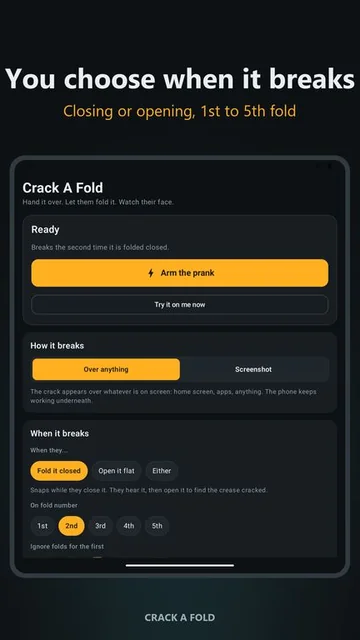 You choose when it breaks
Closing or opening, 1st to 5th fold
Crack A Fold
Hand it over. Let them fold it. Watch their face.
Ready
Breaks the second time it is folded closed.
Arm the prank
Try it on me now
How it breaks
Over anything
Screenshot
The crack appears over whatever is on screen: home screen, apps, anything. The phone keeps
working underneath.
When it breaks
When they...
Fold it closed
Open it flat
Either
Snaps while they close it. They hear it, then open it to find the crease cracked.
On fold number
1st
2nd
3rd
4th
5th
Ignore folds for the first
CRACK A FOLD